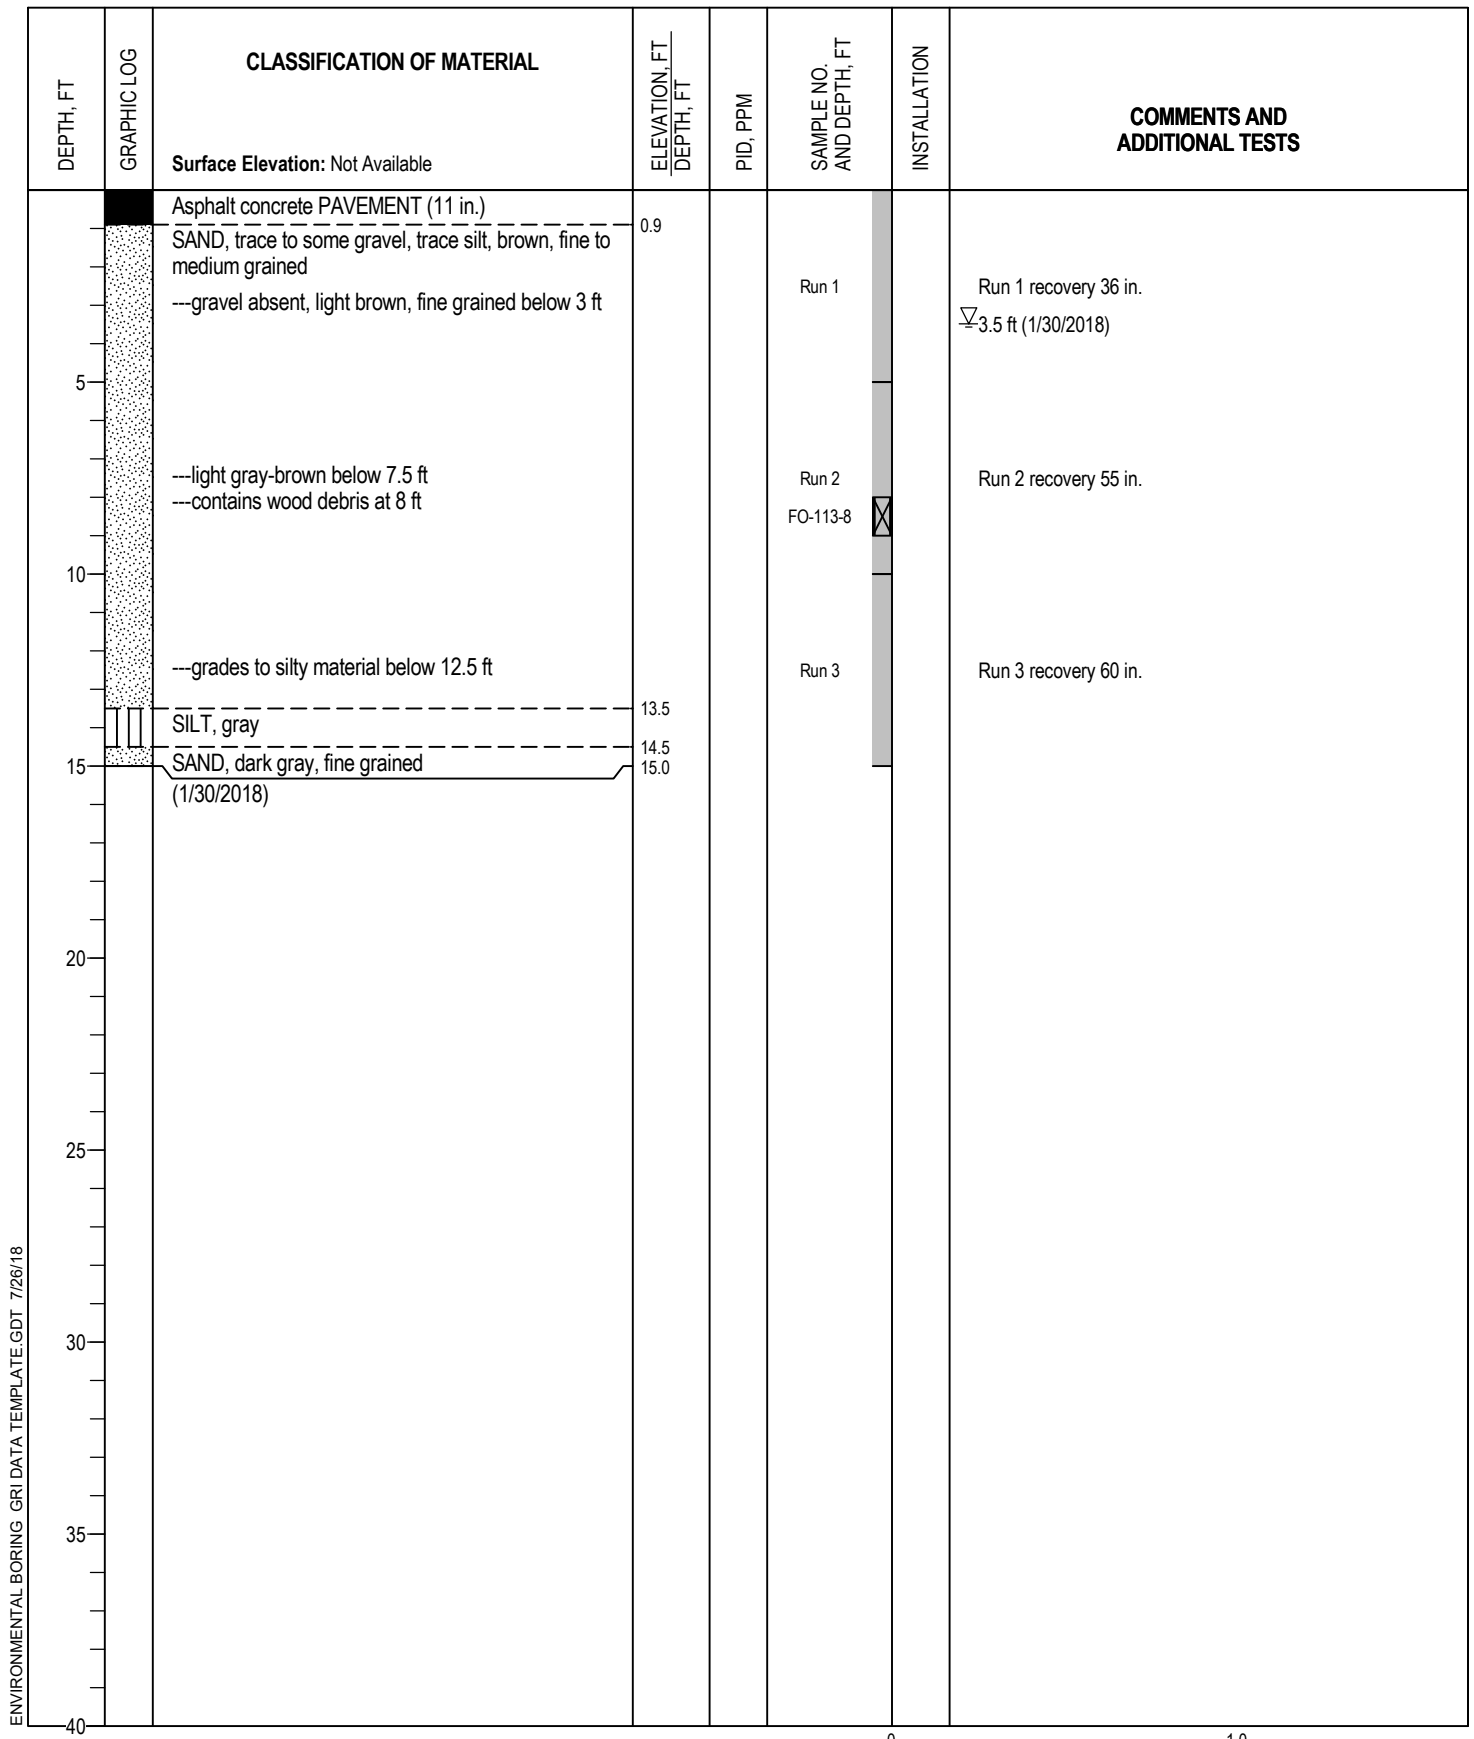 DEPTH, FT
GRAPHIC LOG
CLASSIFICATION OF MATERIAL
Surface Elevation: Not Available
ELEVATION, FT
DEPTH, FT
PID, PPM
SAMPLE NO.
AND DEPTH, FT
INSTALLATION
COMMENTS AND
ADDITIONAL TESTS
Asphalt concrete PAVEMENT (11 in.)
0.9
SAND, trace to some gravel, trace silt, brown, fine to
medium grained
---gravel absent, light brown, fine grained below 3 ft
Run 1
Run 1 recovery 36 in.
3.5 ft (1/30/2018)
5
---light gray-brown below 7.5 ft
Run 2
Run 2 recovery 55 in.
---contains wood debris at 8 ft
FO-113-8
10
---grades to silty material below 12.5 ft
Run 3
Run 3 recovery 60 in.
13.5
SILT, gray
14.5
15
SAND, dark gray, fine grained
15.0
(1/30/2018)
20
25
30
35
40
ENVIRONMENTAL BORING GRI DATA TEMPLATE.GDT 7/26/18